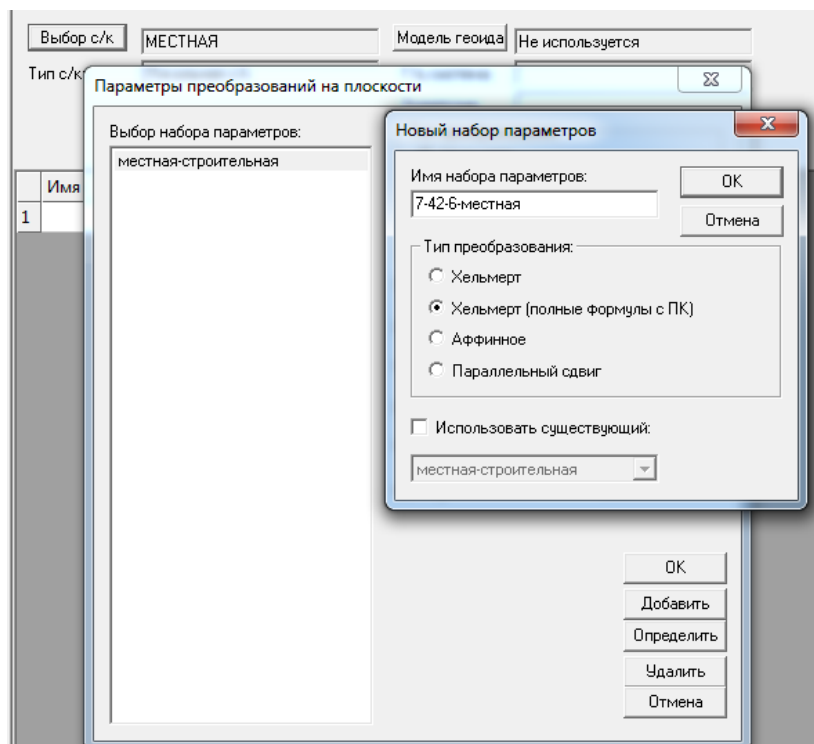 Выбор с/к
МЕСТНАЯ
Модель геоида
Не используется
Тип с/к
Параметры преобразований на плоскости
Выбор набора параметров:
местная-строительная
Новый набор параметров
Имя набора параметров:
7-42-6-местная
OK
Отмена
Тип преобразования:
Хельмерт
Хельмерт (полные формулы с ПК)
Аффинное
Параллельный сдвиг
Использовать существующий:
местная-строительная
Имя
1
OK
Добавить
Определить
Удалить
Отмена